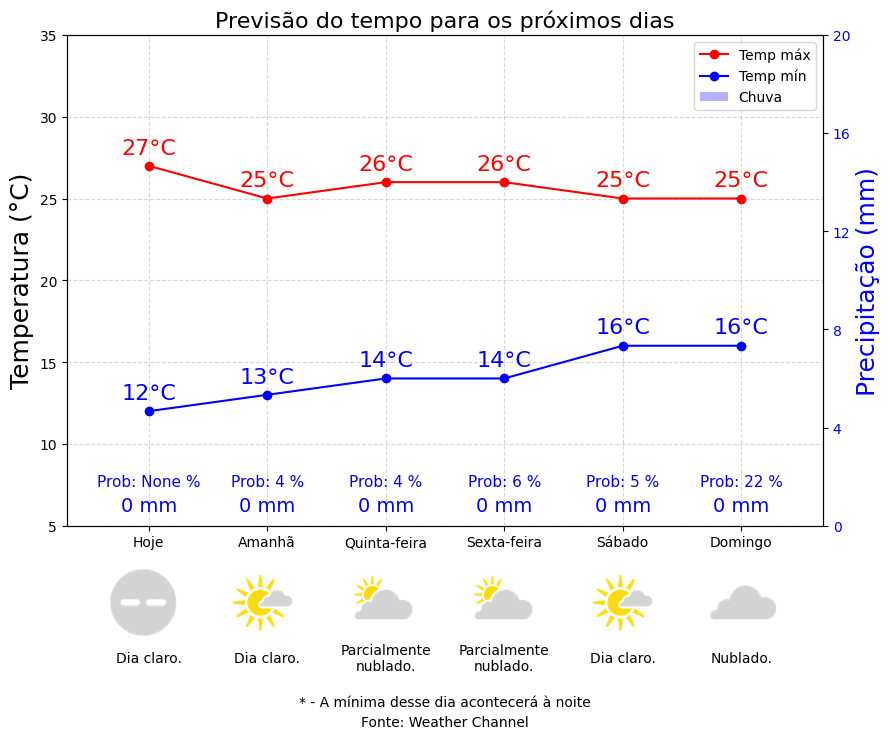 Previsão do tempo para os próximos dias
35
30
25
20
15
10
5
Temperatura (°C)
20
16
12
8
4
0
Precipitação (mm)
Temp máx
Temp mín
Chuva
27°C
25°C
26°C
26°C
25°C
25°C
12°C
13°C
14°C
14°C
16°C
16°C
Prob: None %
Prob: 4 %
Prob: 4 %
Prob: 6 %
Prob: 5 %
Prob: 22 %
0 mm
0 mm
0 mm
0 mm
0 mm
0 mm
Hoje
Amanhã
Quinta-feira
Sexta-feira
Sábado
Domingo
Dia claro.
Dia claro.
Parcialmente
nublado.
Parcialmente
nublado.
Dia claro.
Nublado.
* - A mínima desse dia acontecerá à noite
Fonte: Weather Channel